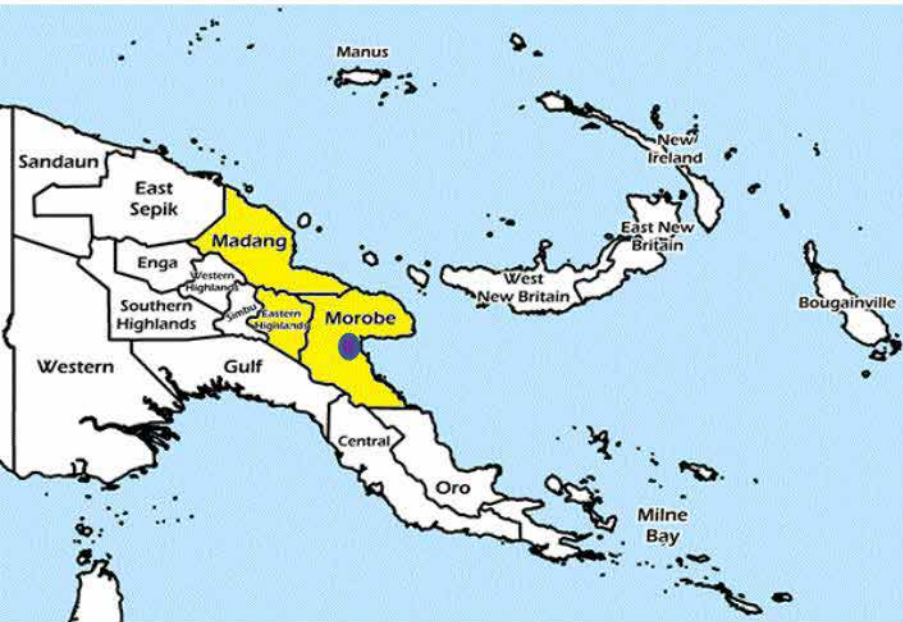 Manus
New
Ireland
Sandaun
East
Sepik
East New
Britain
Madang
Enga
Western
Highlands
West
New Britain
Southern
Highlands
Simbu
Eastern
Highlands
Morobe
Bougainville
Western
Gulf
Central
Oro
Milne
Bay